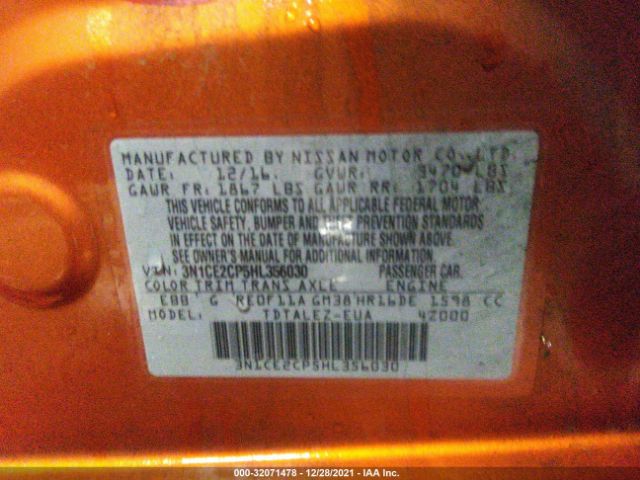 MANUFACTURED BY NISSAN MOTOR CO., LTD.
DATE: 12/16. GVWR: 3470 LBS
GAWR FR: 1867 LBS GAWR RR: 1704 LBS
THIS VEHICLE CONFORMS TO ALL APPLICABLE FEDERAL MOTOR
VEHICLE SAFETY, BUMPER AND THEFT PREVENTION STANDARDS
IN EFFECT ON THE DATE OF MANUFACTURE SHOWN ABOVE.
SEE OWNER'S MANUAL FOR ADDITIONAL INFORMATION.
VIN: 3N1CE2CP5HL356030 PASSENGER CAR.
COLOR TRIM TRANS AXLE ENGINE
EBB G RE0F11A GM38 HR16DE 1598 CC
MODEL: TDTALEZ-EUA 4Z000
3N1CE2CP5HL356030
000-32071478 - 12/28/2021 - IAA Inc.